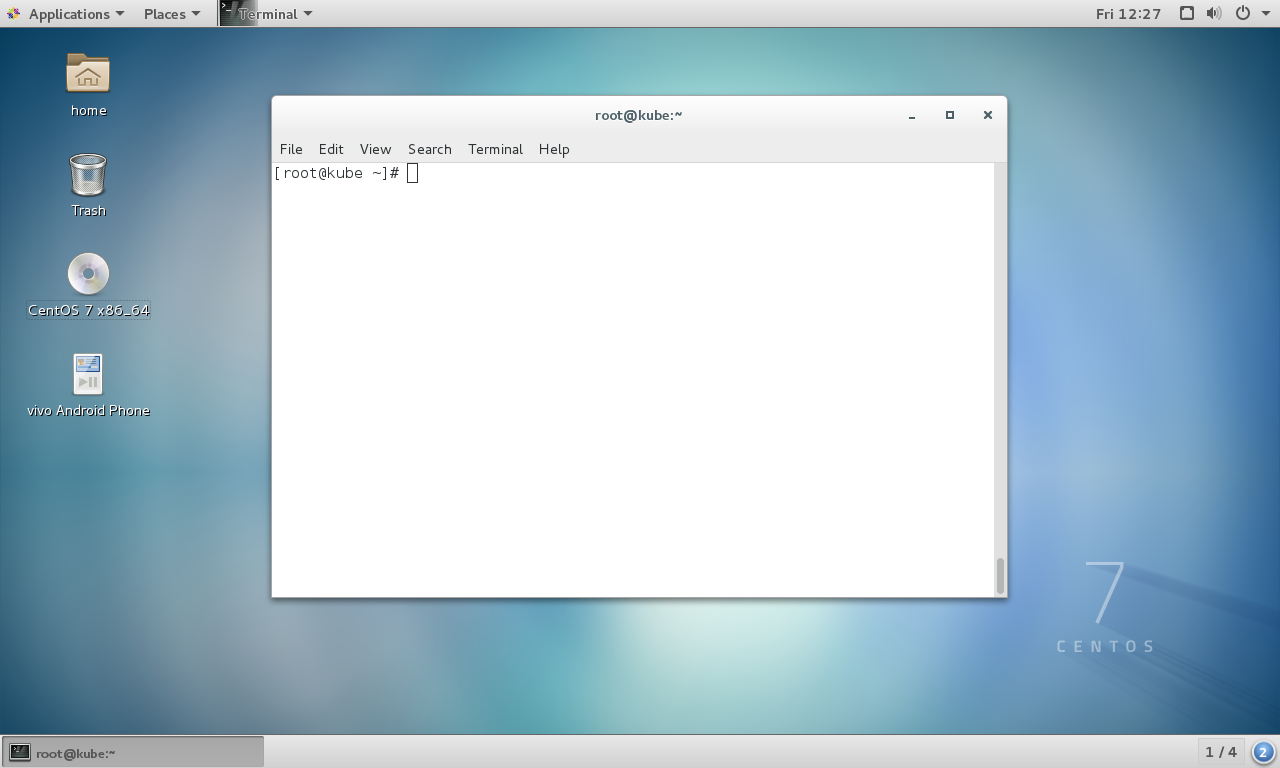 Applications Places Terminal Fri 12:27
home
Trash
CentOS 7 x86_64
vivo Android Phone
root@kube:~
File Edit View Search Terminal Help
[root@kube ~]#
7
CENTOS
root@kube:~ 1 / 4 2